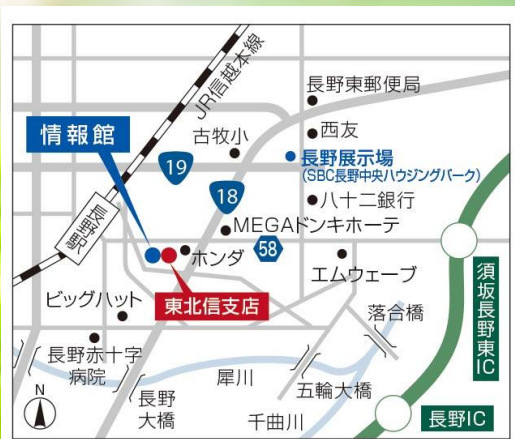 JR信越本線
長野東郵便局
情報館
古牧小
西友
19
長野展示場
(SBC長野中央ハウジングパーク)
18
八十二銀行
MEGAドンキホーテ
長野駅
58
ホンダ
エムウェーブ
東北信支店
ビッグハット
須坂長野東IC
落合橋
長野赤十字
病院
犀川
五輪大橋
長野
大橋
N
千曲川
長野IC